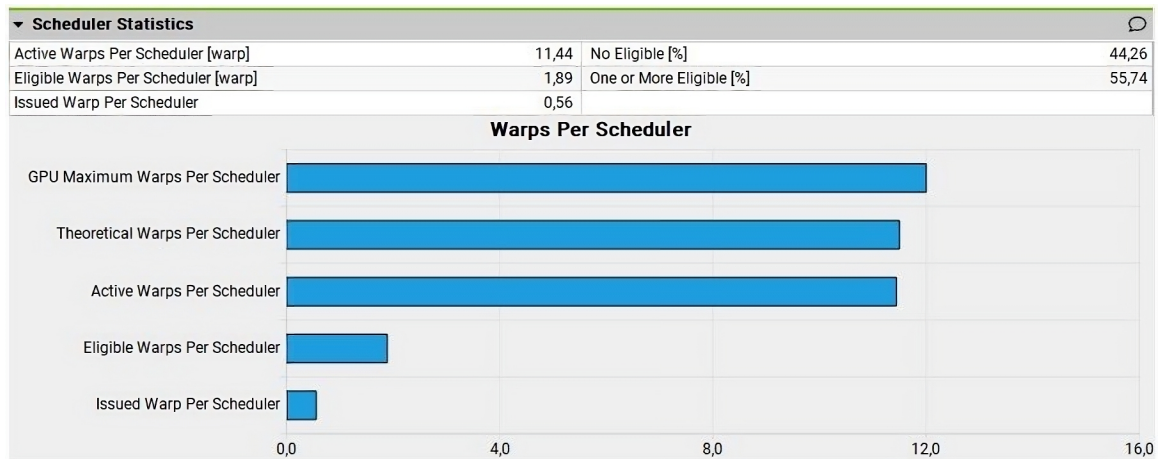 Scheduler Statistics
Active Warps Per Scheduler [warp] 11,44 No Eligible [%] 44,26
Eligible Warps Per Scheduler [warp] 1,89 One or More Eligible [%] 55,74
Issued Warp Per Scheduler 0,56
Warps Per Scheduler
GPU Maximum Warps Per Scheduler
Theoretical Warps Per Scheduler
Active Warps Per Scheduler
Eligible Warps Per Scheduler
Issued Warp Per Scheduler
0,0 4,0 8,0 12,0 16,0